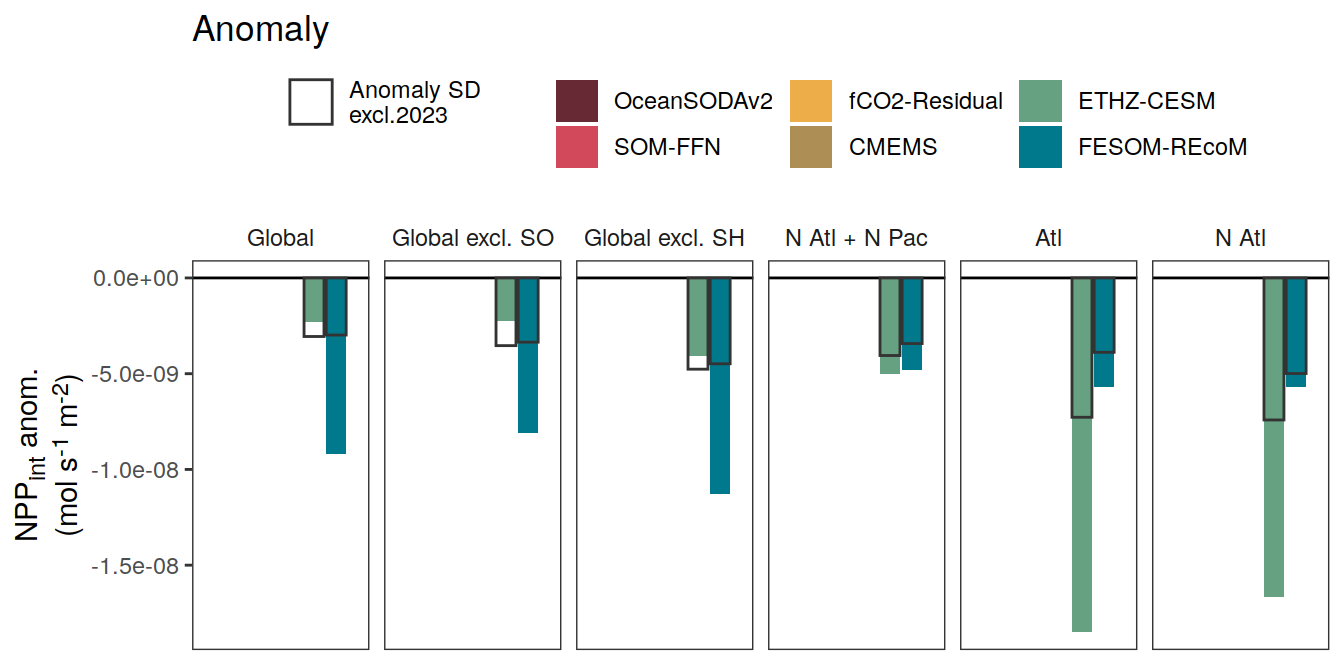 Anomaly
Anomaly SD
excl.2023
OceanSODAv2
fCO2-Residual
ETHZ-CESM
SOM-FFN
CMEMS
FESOM-REcoM
Global
Global excl. SO
Global excl. SH
N Atl + N Pac
Atl
N Atl
0.0e+00
-5.0e-09
-1.0e-08
-1.5e-08
NPPint anom.
(mol s-1 m-2)